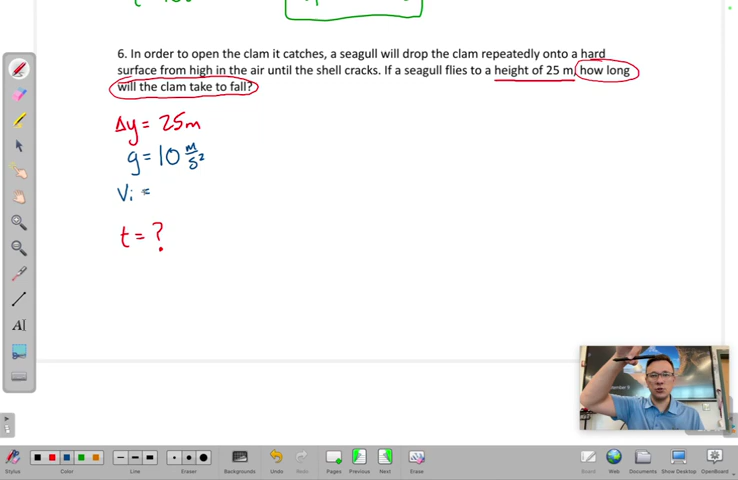 6. In order to open the clam it catches, a seagull will drop the clam repeatedly onto a hard
surface from high in the air until the shell cracks. If a seagull flies to a height of 25 m, how long
will the clam take to fall?
Δy = 25m
g = 10 m/s²
Vi =
t = ?
AI
Stylus
Color
Line
Eraser
Backgrounds
Undo
Redo
Pages
Previous
Next
Erase
Board
Web
Documents
Show Desktop
OpenBoard